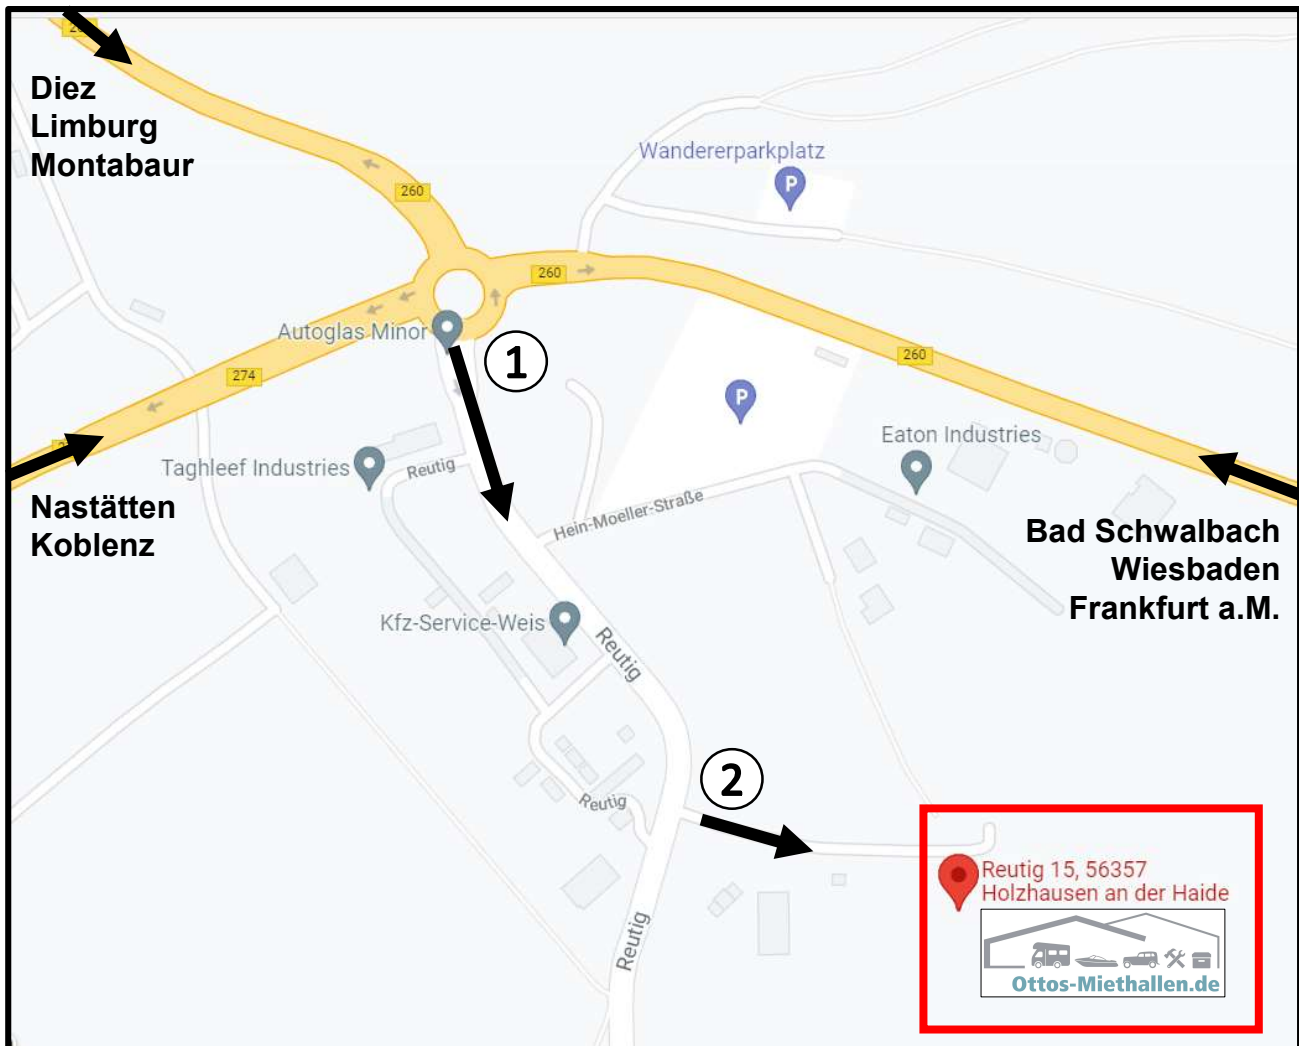 Diez
Limburg
Montabaur
Wandererparkplatz
P
260
260
Autoglas Minor
1
260
274
P
Eaton Industries
Taghleef Industries
Reutig
Nastätten
Koblenz
Hein-Moeller-Straße
Bad Schwalbach
Wiesbaden
Frankfurt a.M.
Kfz-Service-Weis
Reutig
2
Reutig
Reutig 15, 56357
Holzhausen an der Haide
Reutig
Ottos-Miethallen.de